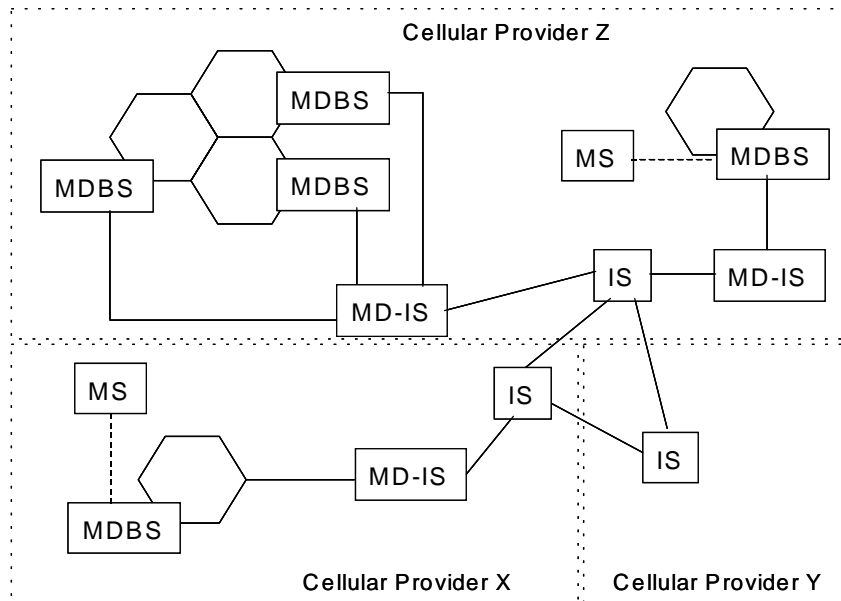 Cellular Provider Z
MDBS
MDBS
MS
MDBS
MDBS
IS
MD-IS
MD-IS
MS
IS
IS
MD-IS
MDBS
Cellular Provider X
Cellular Provider Y